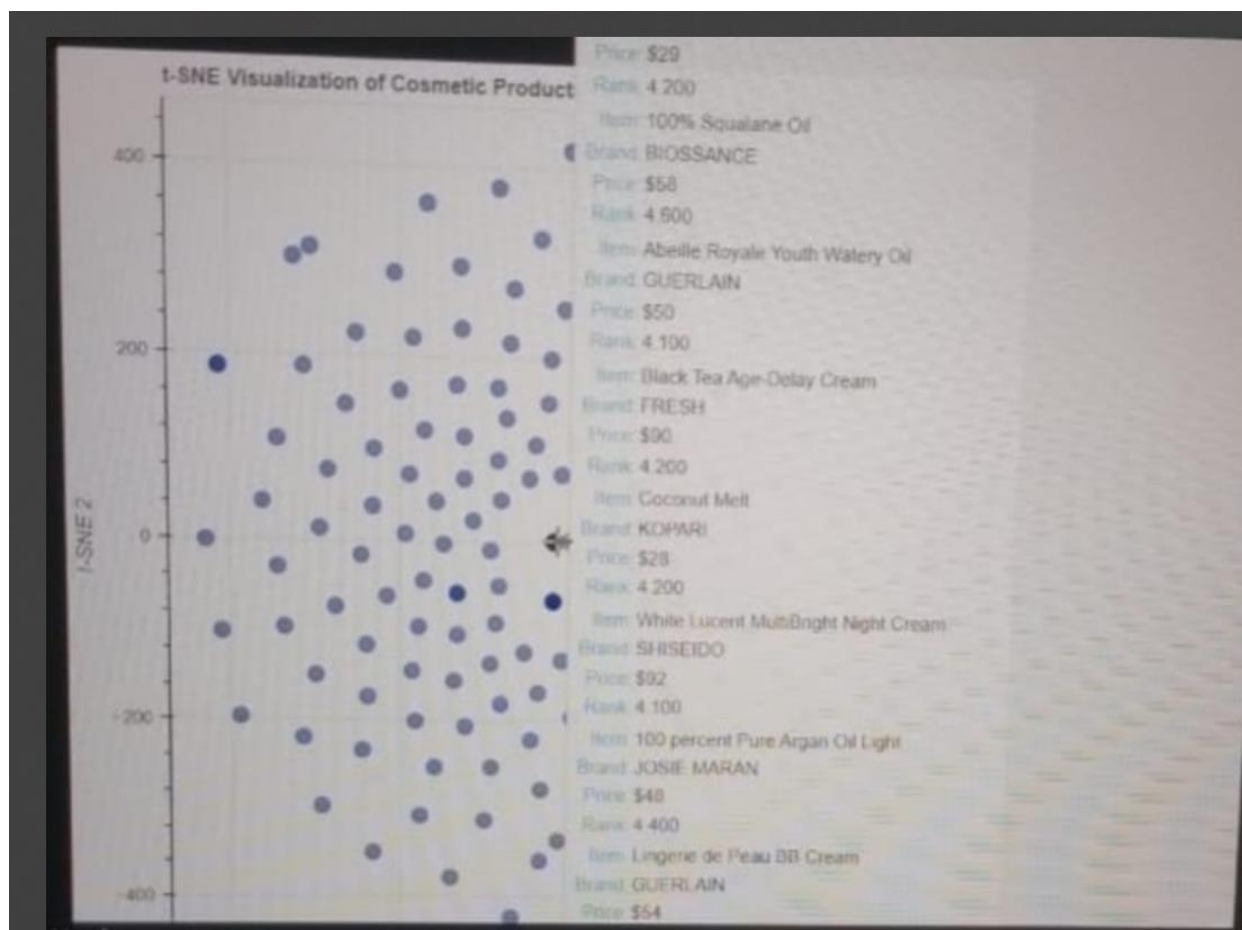 t-SNE Visualization of Cosmetic Product
400
200
0
-200
-400
t-SNE 2
Price: $29
Rank: 4.200
Item: 100% Squalane Oil
Brand: BIOSSANCE
Price: $58
Rank: 4.600
Item: Abeille Royale Youth Watery Oil
Brand: GUERLAIN
Price: $50
Rank: 4.100
Item: Black Tea Age-Delay Cream
Brand: FRESH
Price: $90
Rank: 4.200
Item: Coconut Melt
Brand: KOPARI
Price: $28
Rank: 4.200
Item: White Lucent MultiBright Night Cream
Brand: SHISEIDO
Price: $92
Rank: 4.100
Item: 100 percent Pure Argan Oil Light
Brand: JOSIE MARAN
Price: $48
Rank: 4.400
Item: Lingerie de Peau BB Cream
Brand: GUERLAIN
Price: $54